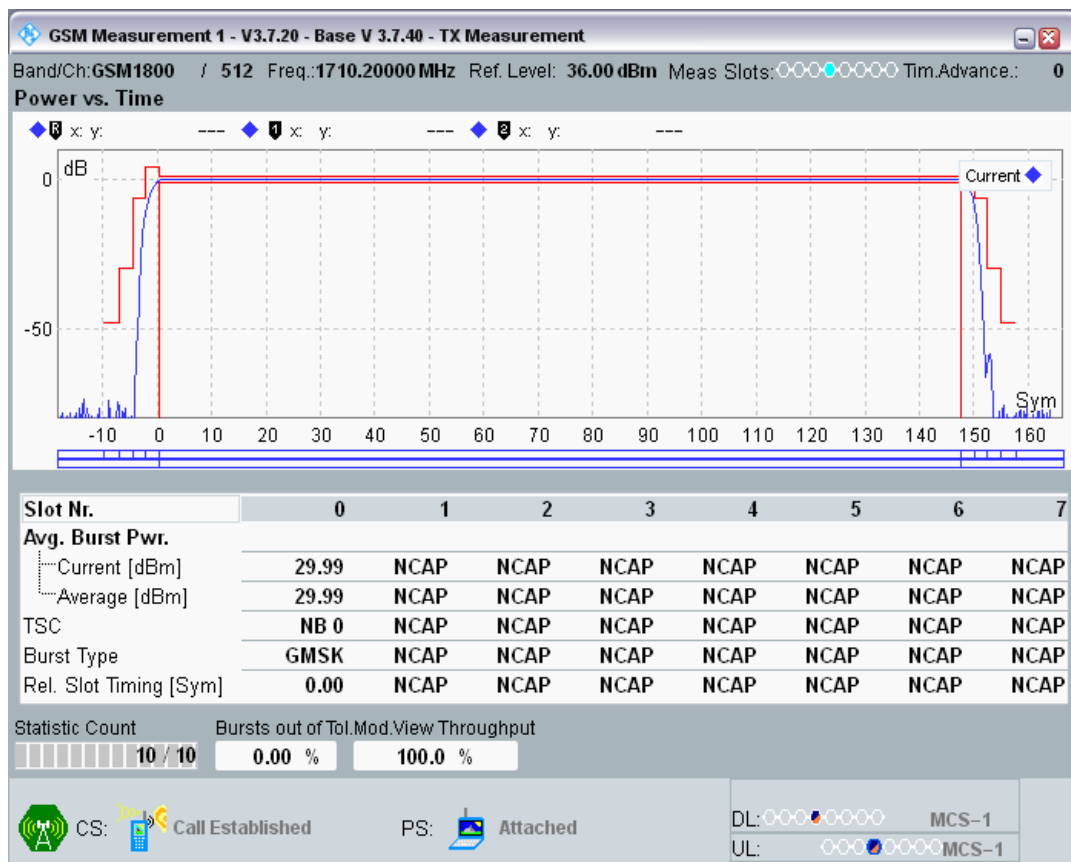 GSM Measurement 1 - V3.7.20 - Base V 3.7.40 - TX Measurement
Band/Ch:GSM1800 / 512 Freq.:1710.20000 MHz Ref. Level: 36.00 dBm Meas Slots: Tim.Advance.: 0
Power vs. Time
R x: y: --- 1 x: y: --- 2 x: y: ---
dB
Current
0
-50
Sym
-10 0 10 20 30 40 50 60 70 80 90 100 110 120 130 140 150 160
Slot Nr. 0 1 2 3 4 5 6 7
Avg. Burst Pwr.
Current [dBm] 29.99 NCAP NCAP NCAP NCAP NCAP NCAP NCAP
Average [dBm] 29.99 NCAP NCAP NCAP NCAP NCAP NCAP NCAP
TSC NB 0 NCAP NCAP NCAP NCAP NCAP NCAP NCAP
Burst Type GMSK NCAP NCAP NCAP NCAP NCAP NCAP NCAP
Rel. Slot Timing [Sym] 0.00 NCAP NCAP NCAP NCAP NCAP NCAP NCAP
Statistic Count Bursts out of Tol.Mod.View Throughput
10 / 10 0.00 % 100.0 %
CS: Call Established PS: Attached
DL: MCS-1
UL: MCS-1